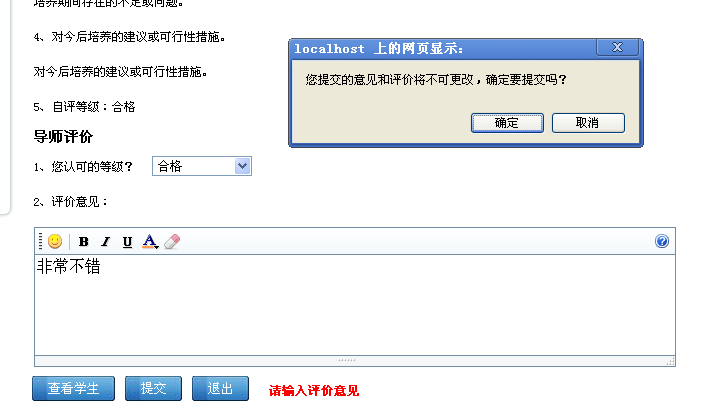 培养期间存在的不足或问题。
4、对今后培养的建议或可行性措施。
对今后培养的建议或可行性措施。
5、自评等级：合格
导师评价
1、您认可的等级？ 合格
2、评价意见：
localhost 上的网页显示：
您提交的意见和评价将不可更改，确定要提交吗？
确定 取消
B I U A
非常不错
查看学生 提交 退出 请输入评价意见